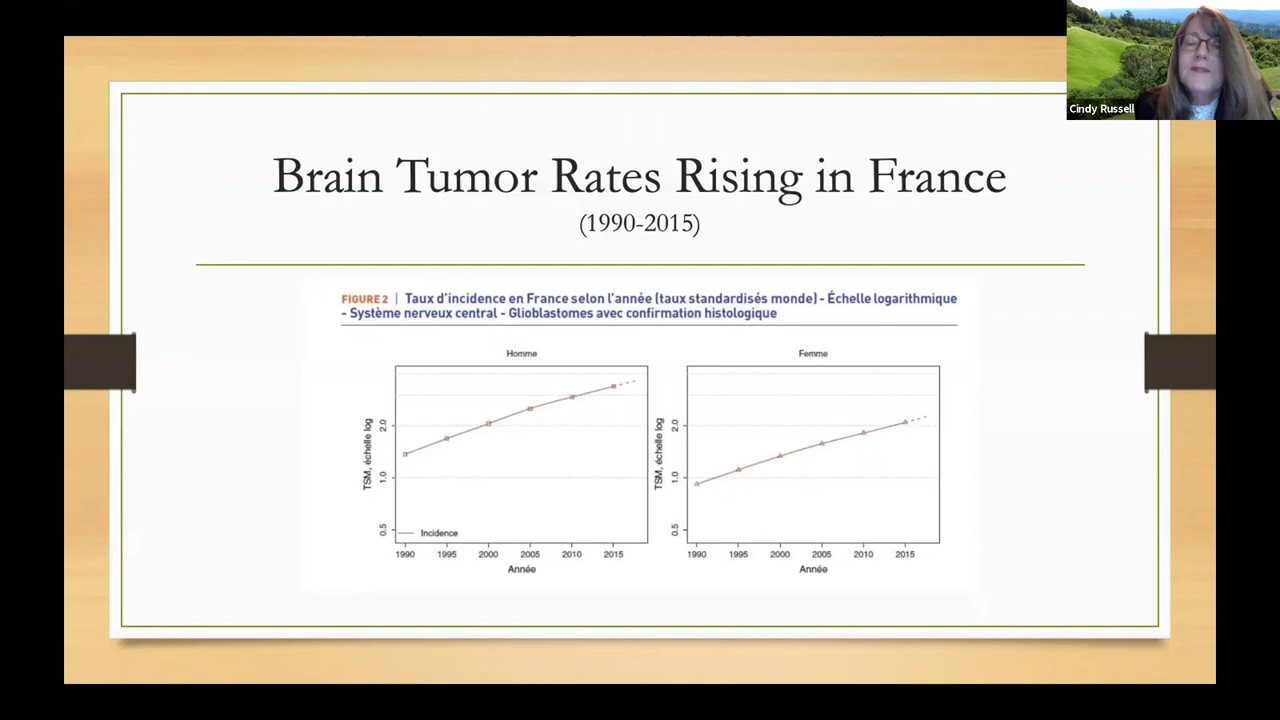 Cindy Russell
Brain Tumor Rates Rising in France
(1990-2015)
FIGURE 2 | Taux d'incidence en France selon l'année (taux standardisés monde) - Échelle logarithmique
- Système nerveux central - Glioblastomes avec confirmation histologique
Homme
TSM, échelle log
2.0
1.0
0.5
Incidence
1990 1995 2000 2005 2010 2015
Année
Femme
TSM, échelle log
2.0
1.0
0.5
1990 1995 2000 2005 2010 2015
Année